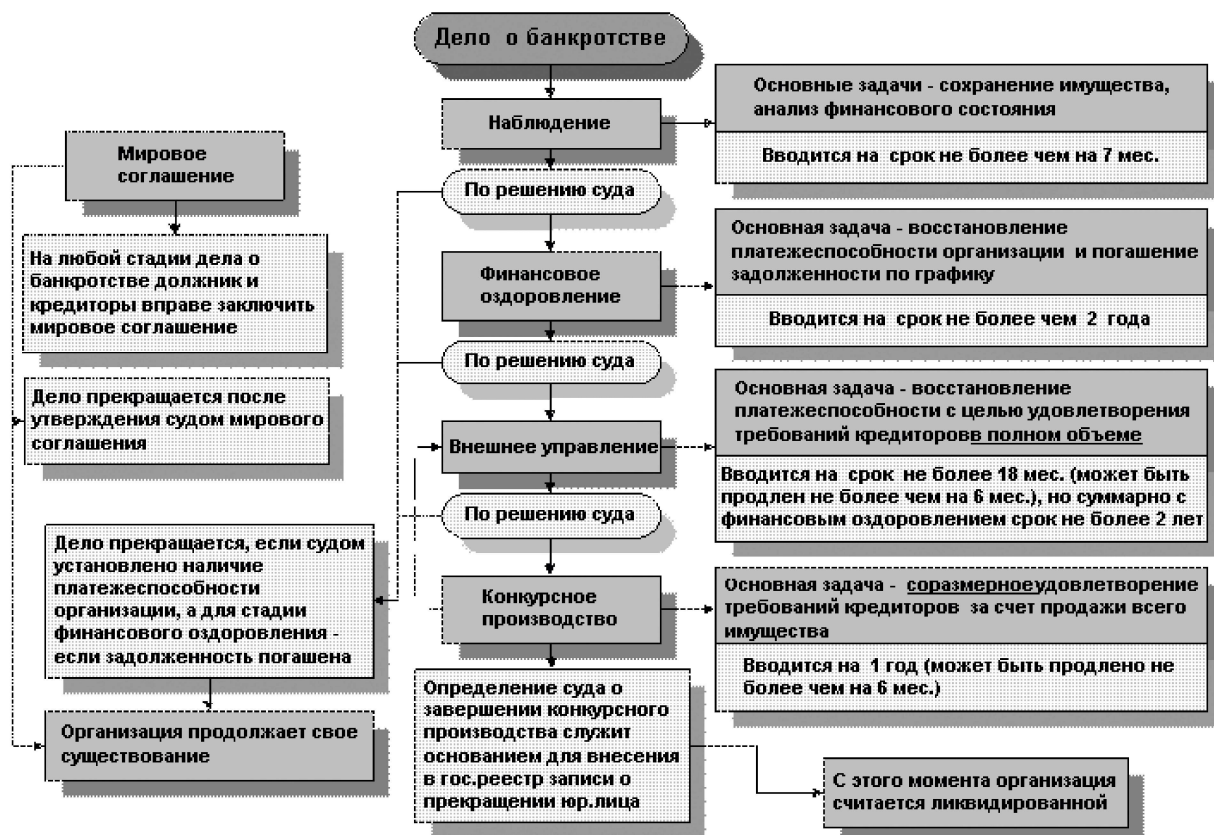 Дело о банкротстве
Наблюдение
Основные задачи - сохранение имущества,
анализ финансового состояния
Вводится на срок не более чем на 7 мес.
По решению суда
Финансовое
оздоровление
Основная задача - восстановление
платежеспособности организации и погашение
задолженности по графику
Вводится на срок не более чем 2 года
По решению суда
Внешнее управление
Основная задача - восстановление
платежеспособности с целью удовлетворения
требований кредиторовв полном объеме
Вводится на срок не более 18 мес. (может быть
продлен не более чем на 6 мес.), но суммарно с
финансовым оздоровлением срок не более 2 лет
По решению суда
Конкурсное
производство
Основная задача - соразмерноеудовлетворение
требований кредиторов за счет продажи всего
имущества
Вводится на 1 год (может быть продлено не
более чем на 6 мес.)
Определение суда о
завершении конкурсного
производства служит
основанием для внесения
в гос.реестр записи о
прекращении юр.лица
С этого момента организация
считается ликвидированной
Мировое
соглашение
На любой стадии дела о
банкротстве должник и
кредиторы вправе заключить
мировое соглашение
Дело прекращается после
утверждения судом мирового
соглашения
Дело прекращается, если судом
установлено наличие
платежеспособности
организации, а для стадии
финансового оздоровления -
если задолженность погашена
Организация продолжает свое
существование